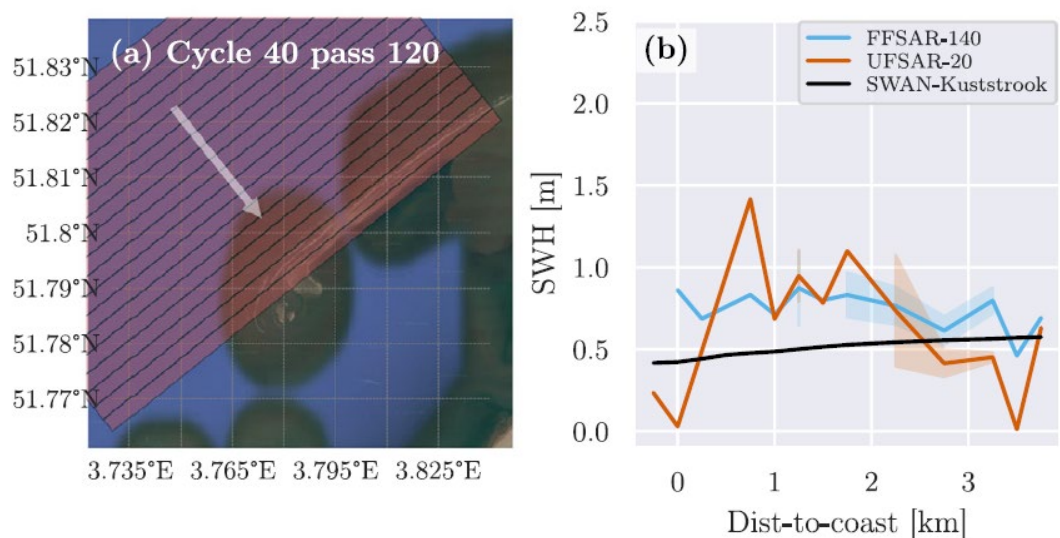 (a) Cycle 40 pass 120
51.83°N
51.82°N
51.81°N
51.8°N
51.79°N
51.78°N
51.77°N
3.735°E 3.765°E 3.795°E 3.825°E
(b)
FFSAR-140
UFSAR-20
SWAN-Kuststrook
SWH [m]
2.5
2.0
1.5
1.0
0.5
0.0
0 1 2 3
Dist-to-coast [km]